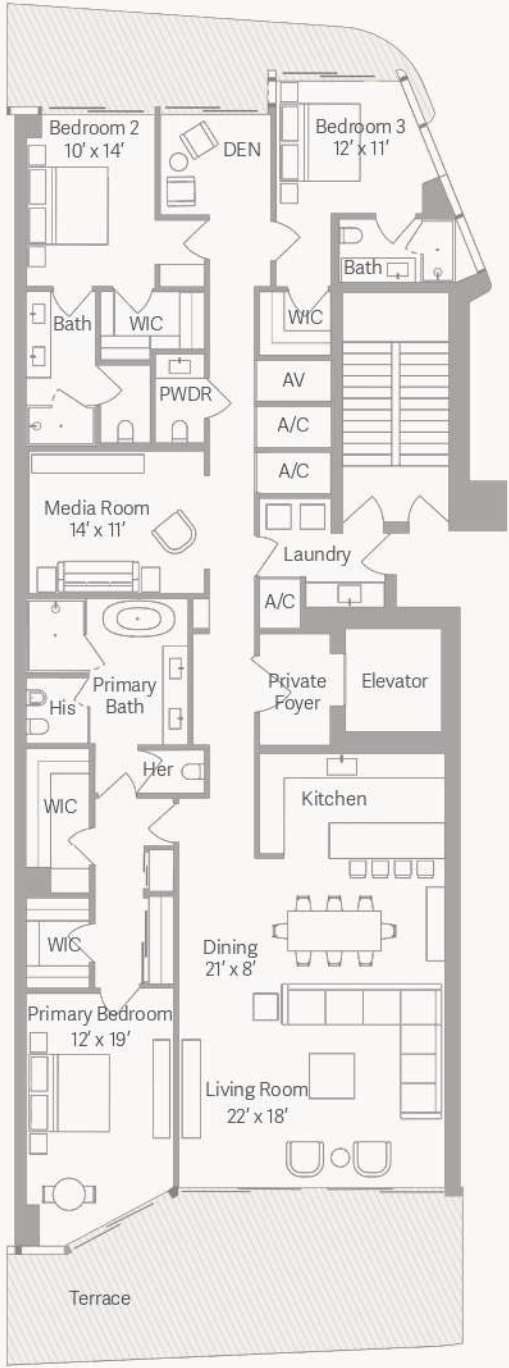 Bedroom 2
10' x 14'
DEN
Bedroom 3
12' x 11'
Bath
Bath
WIC
WIC
PWDR
AV
A/C
A/C
Media Room
14' x 11'
Laundry
A/C
Primary
Bath
His
Private
Foyer
Elevator
Her
WIC
Kitchen
WIC
Dining
21' x 8'
Primary Bedroom
12' x 19'
Living Room
22' x 18'
Terrace